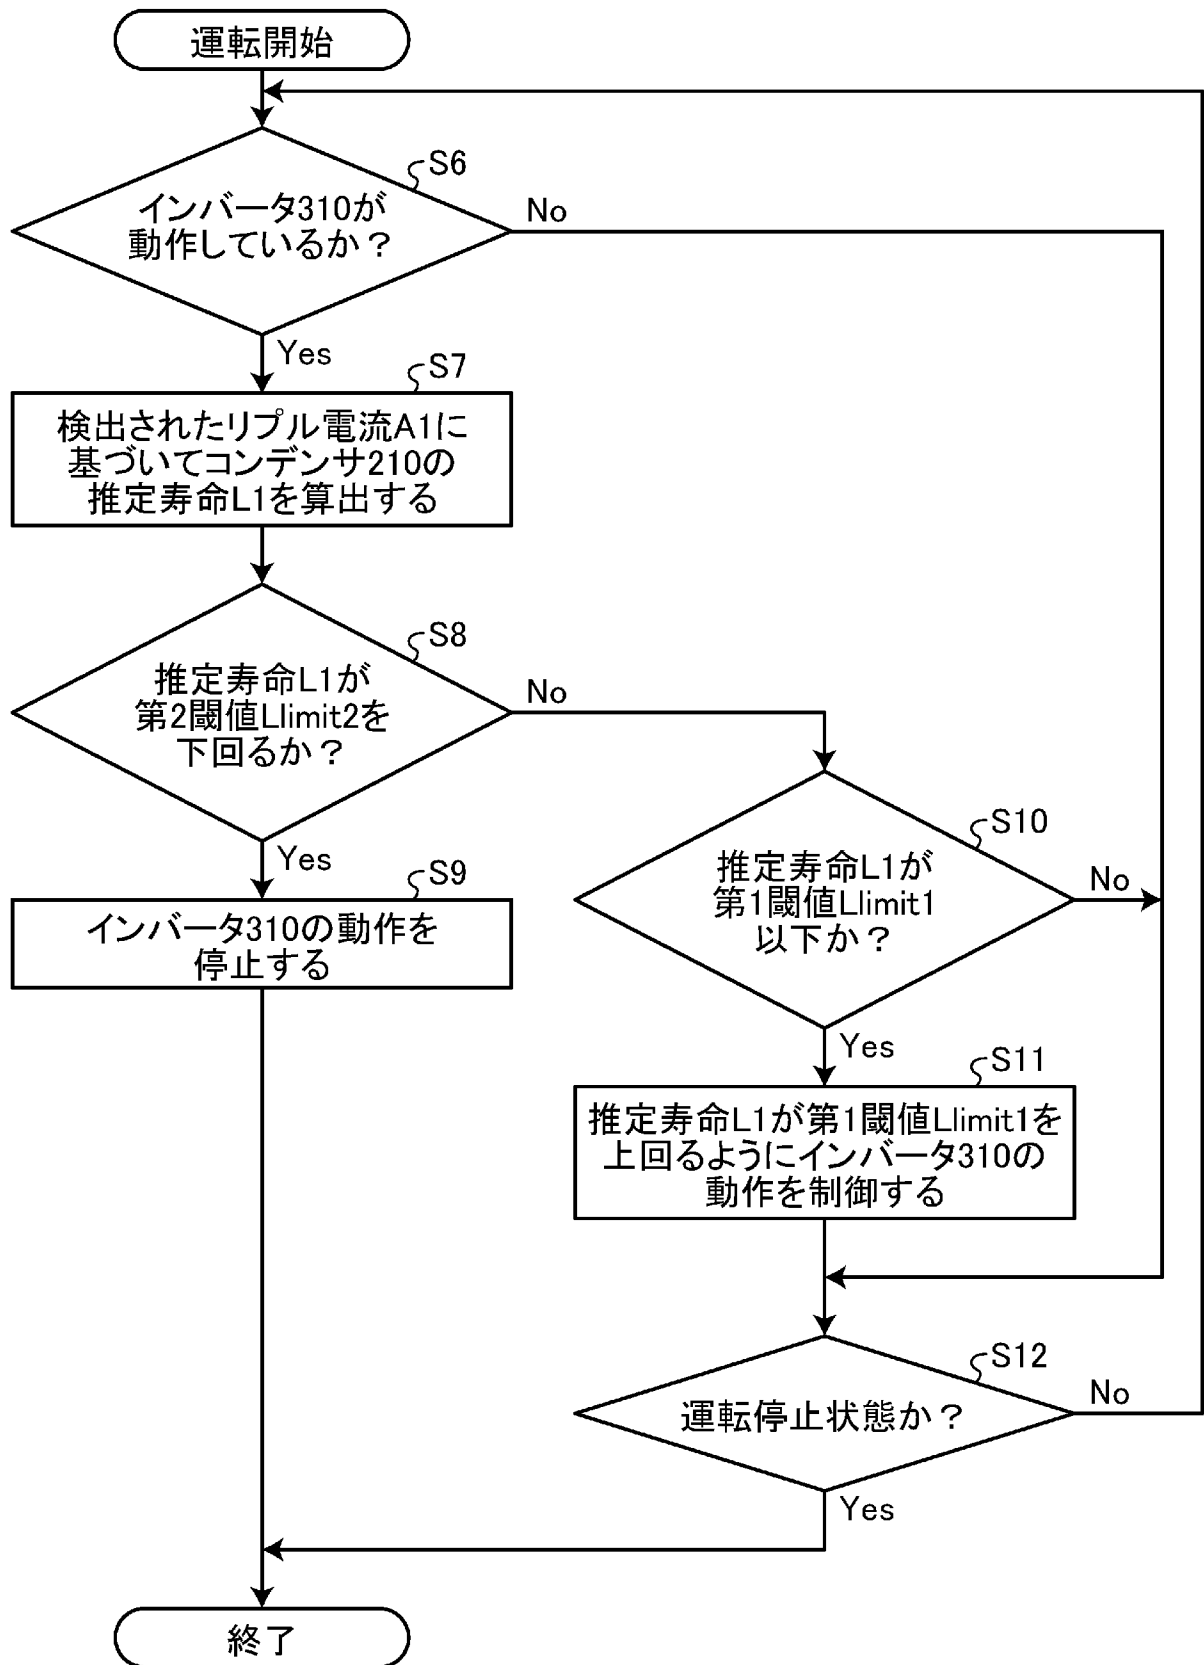 運転開始
S6
インバータ310が
動作しているか？
No
Yes
S7
検出されたリプル電流A1に
基づいてコンデンサ210の
推定寿命L1を算出する
S8
推定寿命L1が
第2閾値Llimit2を
下回るか？
No
Yes
S9
インバータ310の動作を
停止する
S10
推定寿命L1が
第1閾値Llimit1
以下か？
No
Yes
S11
推定寿命L1が第1閾値Llimit1を
上回るようにインバータ310の
動作を制御する
S12
運転停止状態か？
No
Yes
終了